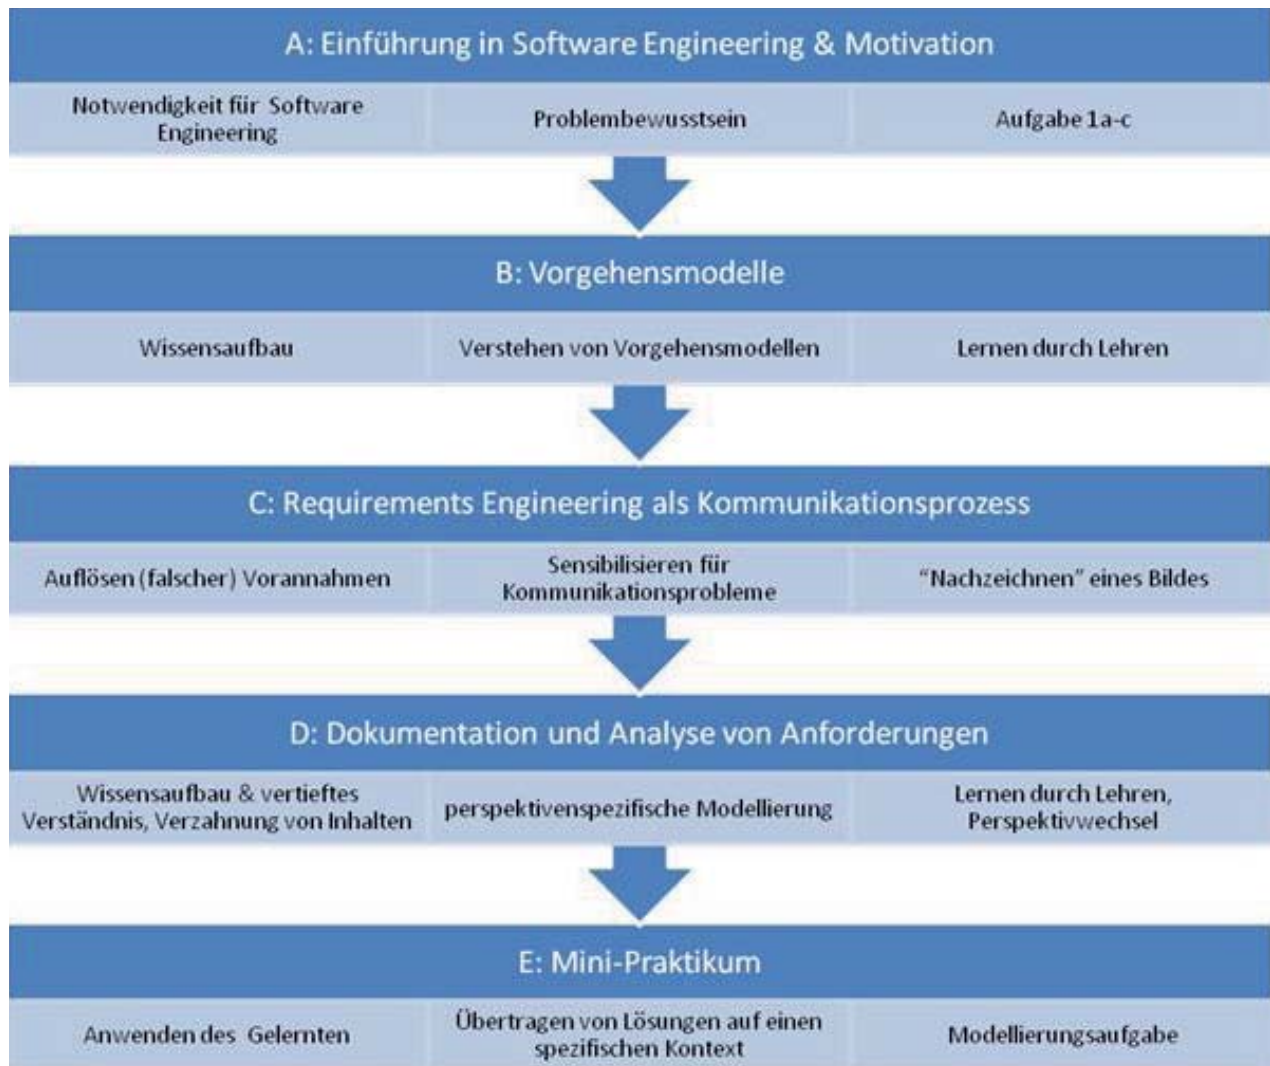 A: Einführung in Software Engineering & Motivation
Notwendigkeit für Software
Engineering
Problembewusstsein
Aufgabe 1a-c
B: Vorgehensmodelle
Wissensaufbau
Verstehen von Vorgehensmodellen
Lernen durch Lehren
C: Requirements Engineering als Kommunikationsprozess
Auflösen (falscher) Vorannahmen
Sensibilisieren für
Kommunikationsprobleme
“Nachzeichnen” eines Bildes
D: Dokumentation und Analyse von Anforderungen
Wissensaufbau & vertieftes
Verständnis, Verzahnung von Inhalten
perspektivenspezifische Modellierung
Lernen durch Lehren,
Perspektivwechsel
E: Mini-Praktikum
Anwenden des Gelernten
Übertragen von Lösungen auf einen
spezifischen Kontext
Modellierungsaufgabe